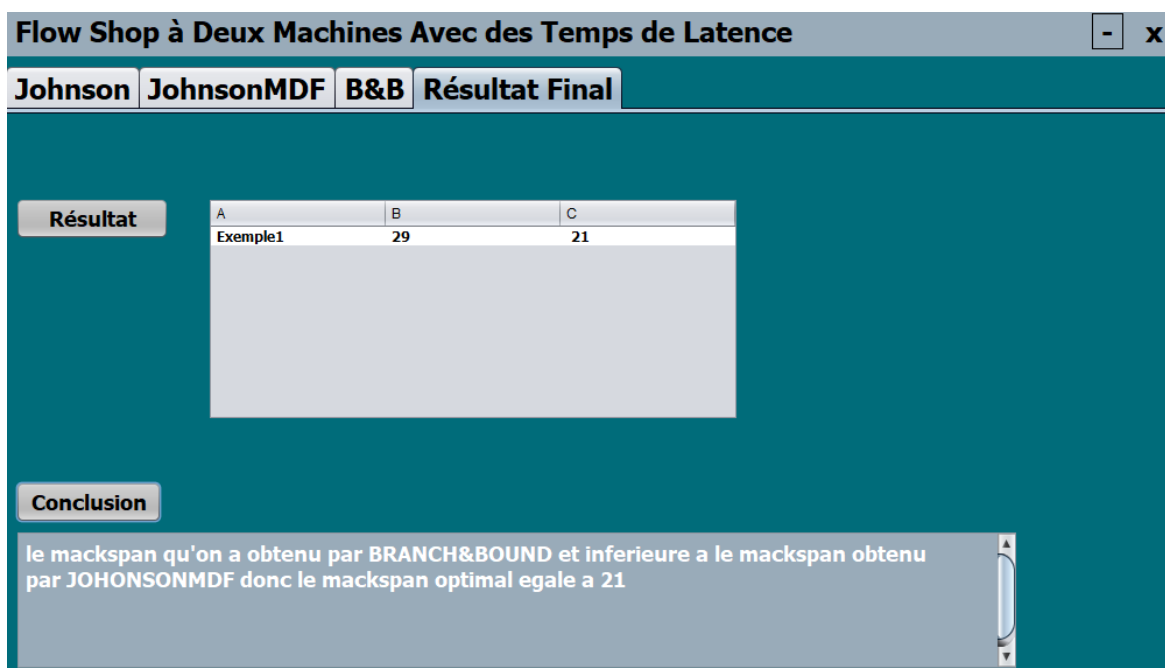 Flow Shop à Deux Machines Avec des Temps de Latence - x
Johnson JohnsonMDF B&B Résultat Final
Résultat
A B C
Exemple1 29 21
Conclusion
le mackspan qu'on a obtenu par BRANCH&BOUND et inferieure a le mackspan obtenu
par JOHONSONMDF donc le mackspan optimal egale a 21